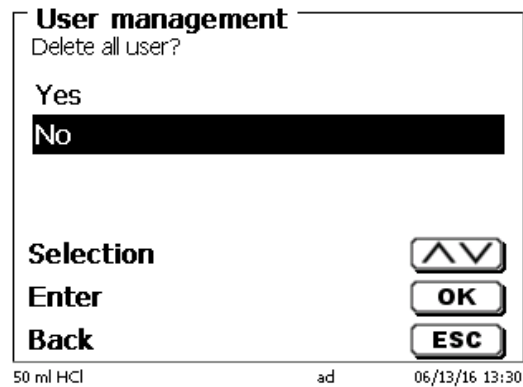 User management
Delete all user?
Yes
No
Selection
Enter OK
Back ESC
50 ml HCl ad 06/13/16 13:30